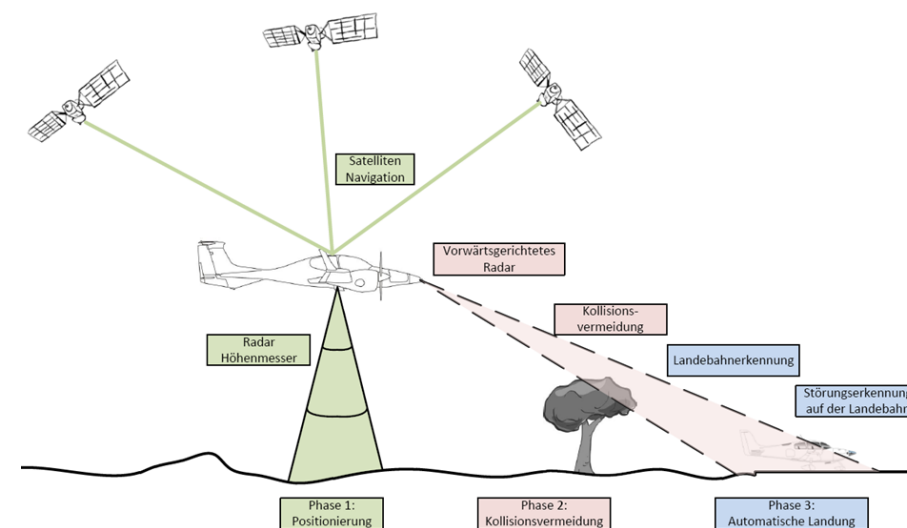 Satelliten
Navigation
Vorwärtsgerichtetes
Radar
Kollisions-
vermeidung
Radar
Höhenmesser
Landebahnerkennung
Störungserkennung
auf der Landebahn
Phase 1:
Positionierung
Phase 2:
Kollisionsvermeidung
Phase 3:
Automatische Landung